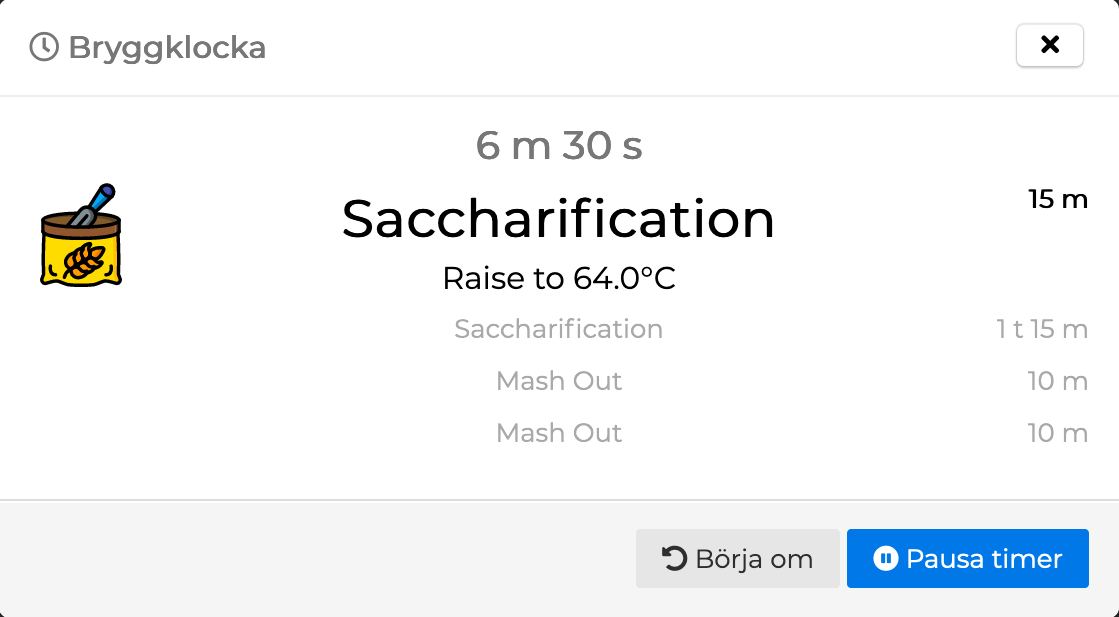 Bryggklocka
6 m 30 s
Saccharification 15 m
Raise to 64.0°C
Saccharification 1 t 15 m
Mash Out 10 m
Mash Out 10 m
Börja om Pausa timer